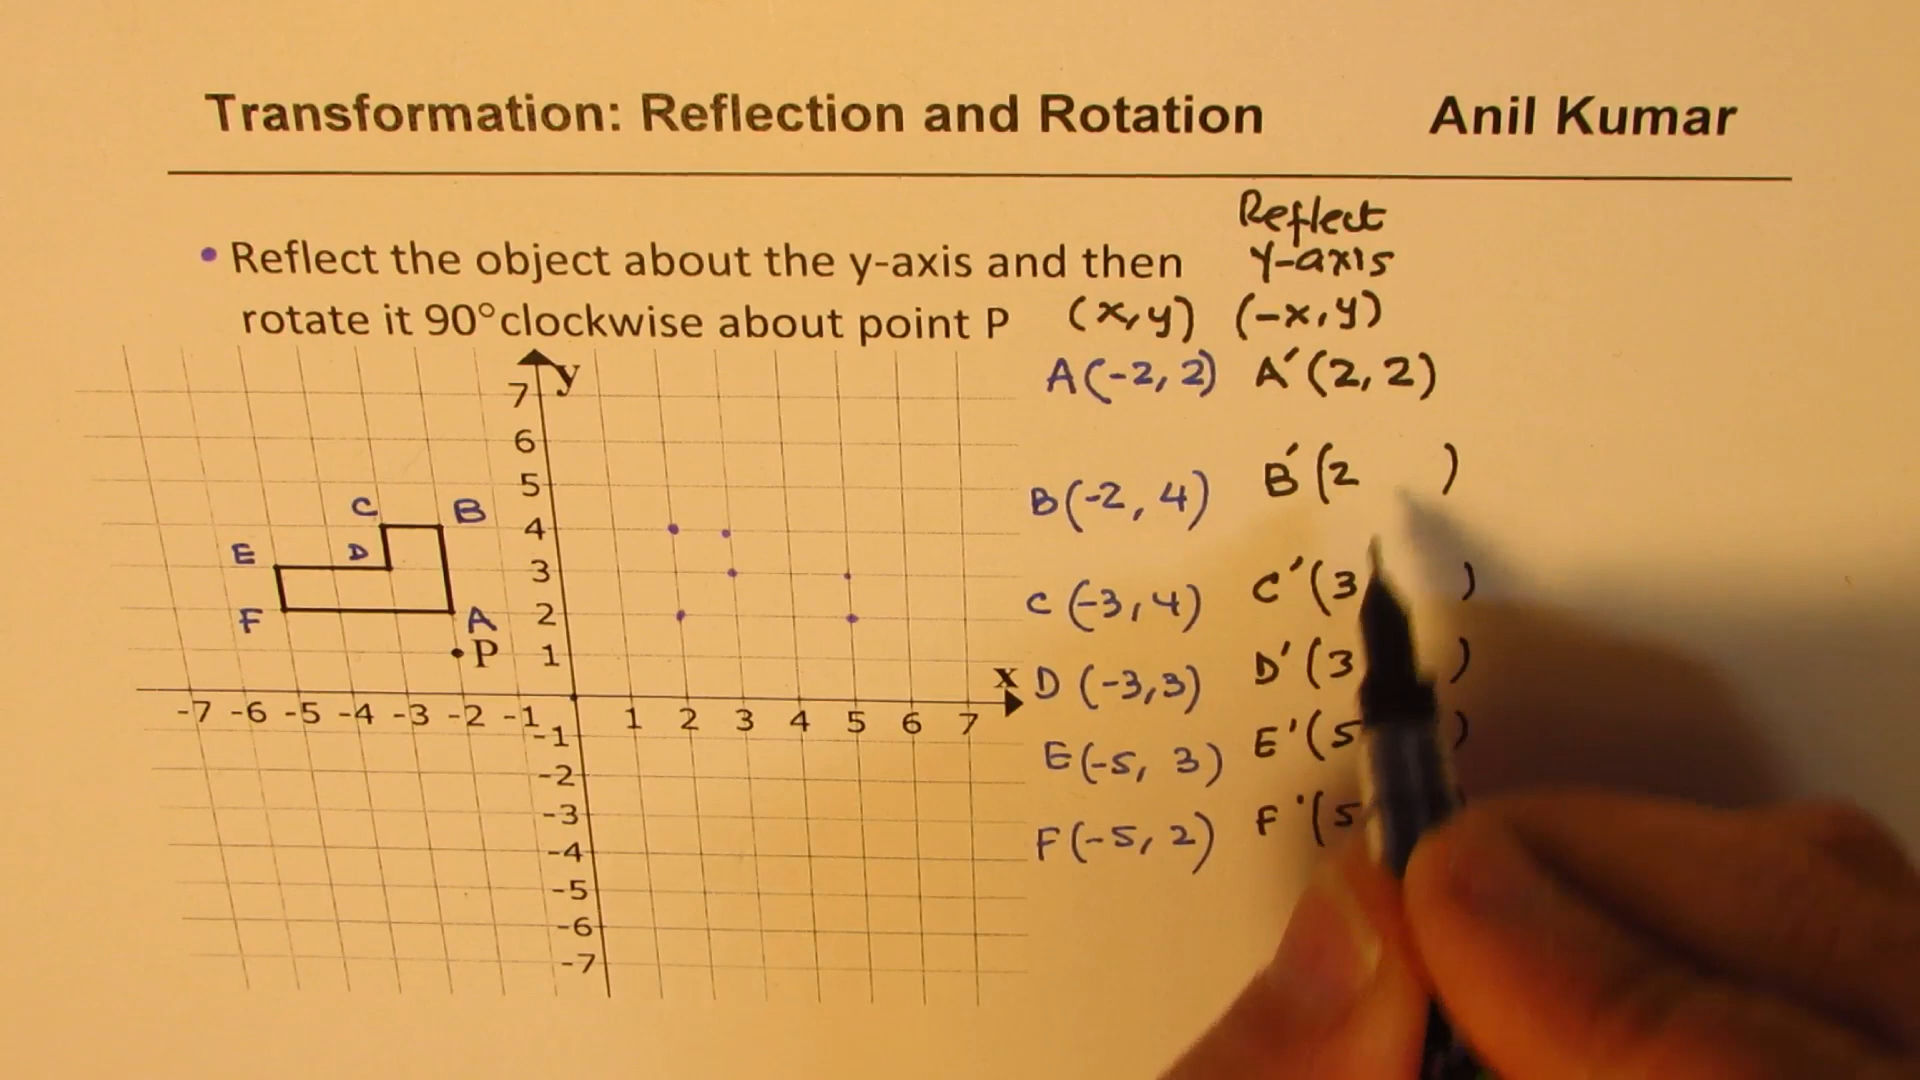 Transformation: Reflection and Rotation Anil Kumar
Reflect
Y-axis
• Reflect the object about the y-axis and then
rotate it 90° clockwise about point P
(x,y) (-x,y)
A(-2, 2) A′(2, 2)
B(-2, 4) B′(2 )
C(-3, 4) C′(3 )
D(-3,3) D′(3 )
E(-5, 3) E'(5 )
F(-5, 2) F'(5
y
7
6
5
4
3
2
1
C B
E D
F A
P
x
-7 -6 -5 -4 -3 -2 -1 1 2 3 4 5 6 7
-1
-2
-3
-4
-5
-6
-7